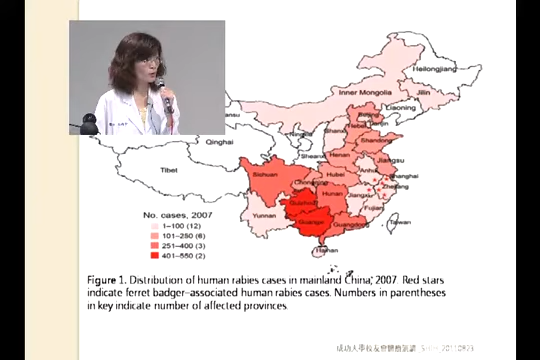 Heilongjiang
Jilin
Inner Mongolia
Liaoning
Beijing
Tianjin
Hebei
Shanxi
Shandong
Qinghai
Henan
Jiangsu
Tibet
Sichuan
Chongqing
Hubei
Anhui
Shanghai
Zhejiang
Hunan
Jiangxi
Guizhou
Fujian
Yunnan
Guangxi
Guangdong
Taiwan
Hainan
No. cases, 2007
1–100 (12)
101–250 (6)
251–400 (3)
401–550 (2)
Figure 1. Distribution of human rabies cases in mainland China, 2007. Red stars
indicate ferret badger–associated human rabies cases. Numbers in parentheses
in key indicate number of affected provinces.